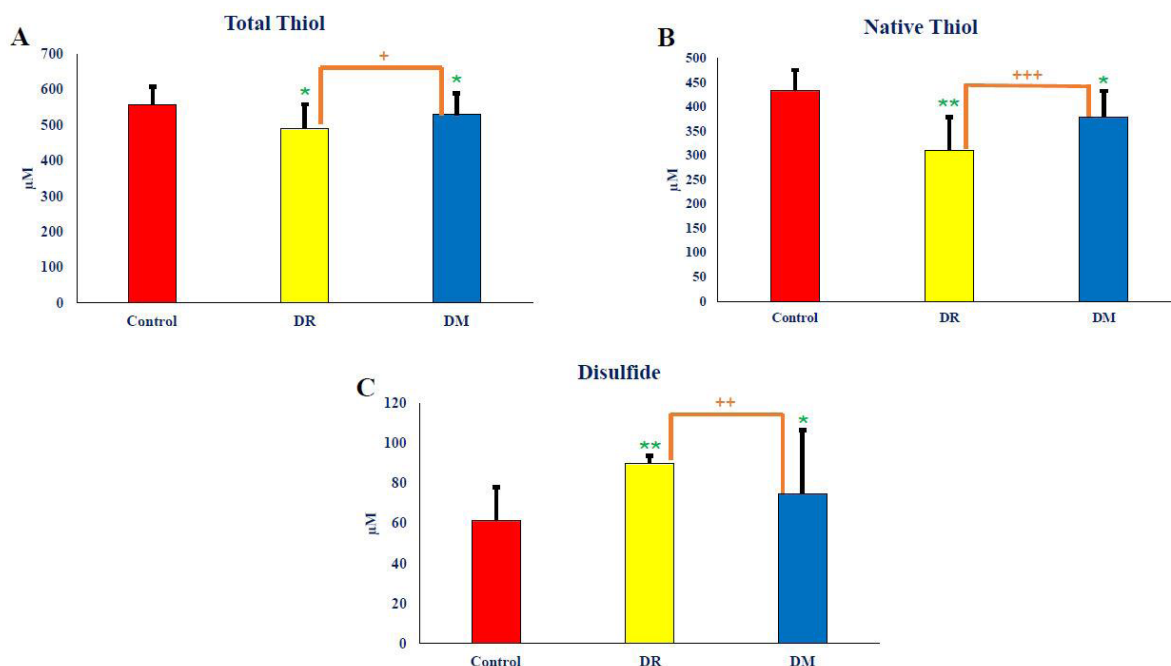 A
Total Thiol
700
600
500
400
300
200
100
0
µM
*
+
*
Control
DR
DM
B
Native Thiol
500
450
400
350
300
250
200
150
100
50
0
µM
**
+++
*
Control
DR
DM
C
Disulfide
120
100
80
60
40
20
0
µM
**
++
*
Control
DR
DM